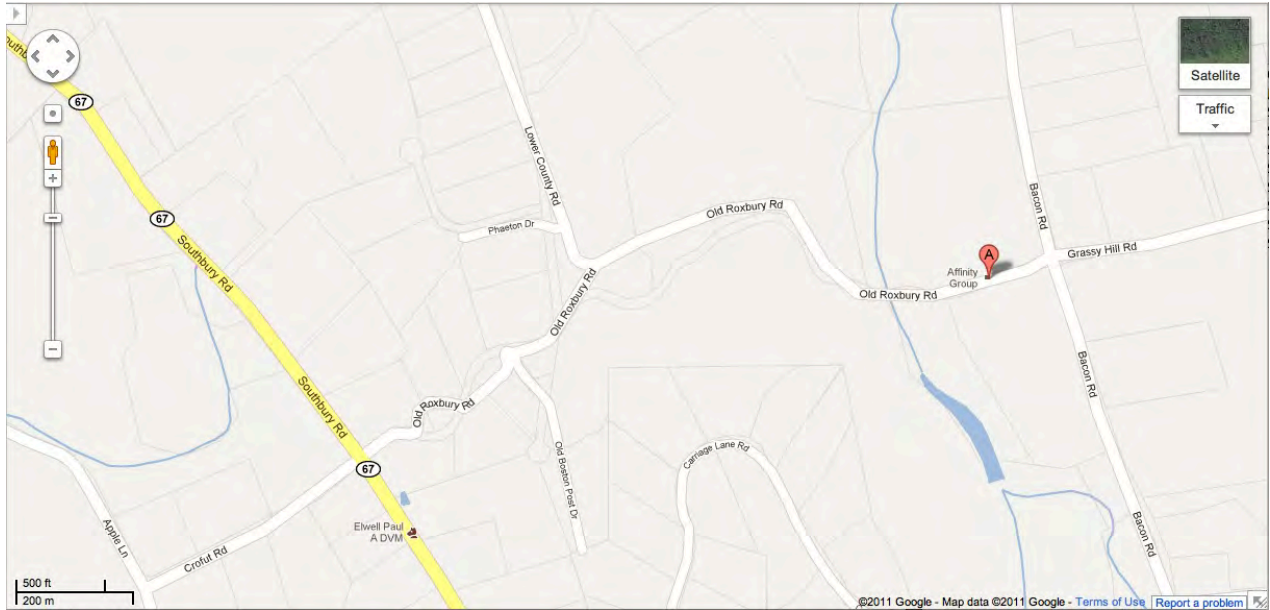 67
Satellite
Traffic
Lower County Rd
67
Bacon Rd
Old Roxbury Rd
Phaeton Dr
Southbury Rd
Grassy Hill Rd
A
Affinity
Group
Old Roxbury Rd
Old Roxbury Rd
Bacon Rd
Southbury Rd
Old Roxbury Rd
Carriage Lane Rd
Old Boston Post Dr
67
Elwell Paul
A DVM
Apple Ln
Crofut Rd
Bacon Rd
500 ft
200 m
©2011 Google - Map data ©2011 Google - Terms of Use
Report a problem